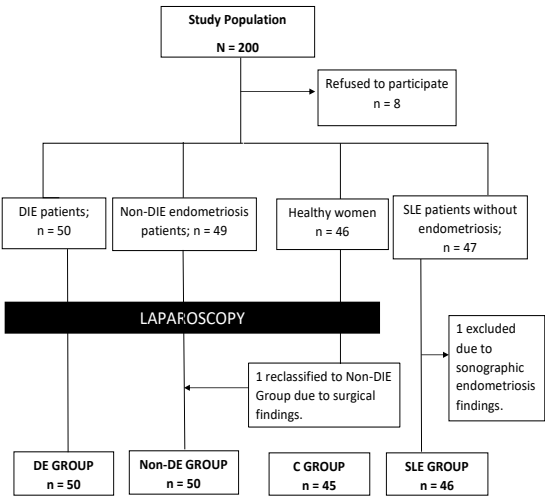 Study Population
N = 200
Refused to participate
n = 8
DIE patients;
n = 50
Non-DIE endometriosis
patients; n = 49
Healthy women
n = 46
SLE patients without
endometriosis;
n = 47
LAPAROSCOPY
1 excluded
due to
sonographic
endometriosis
findings.
1 reclassified to Non-DIE
Group due to surgical
findings.
DE GROUP
n = 50
Non-DE GROUP
n = 50
C GROUP
n = 45
SLE GROUP
n = 46